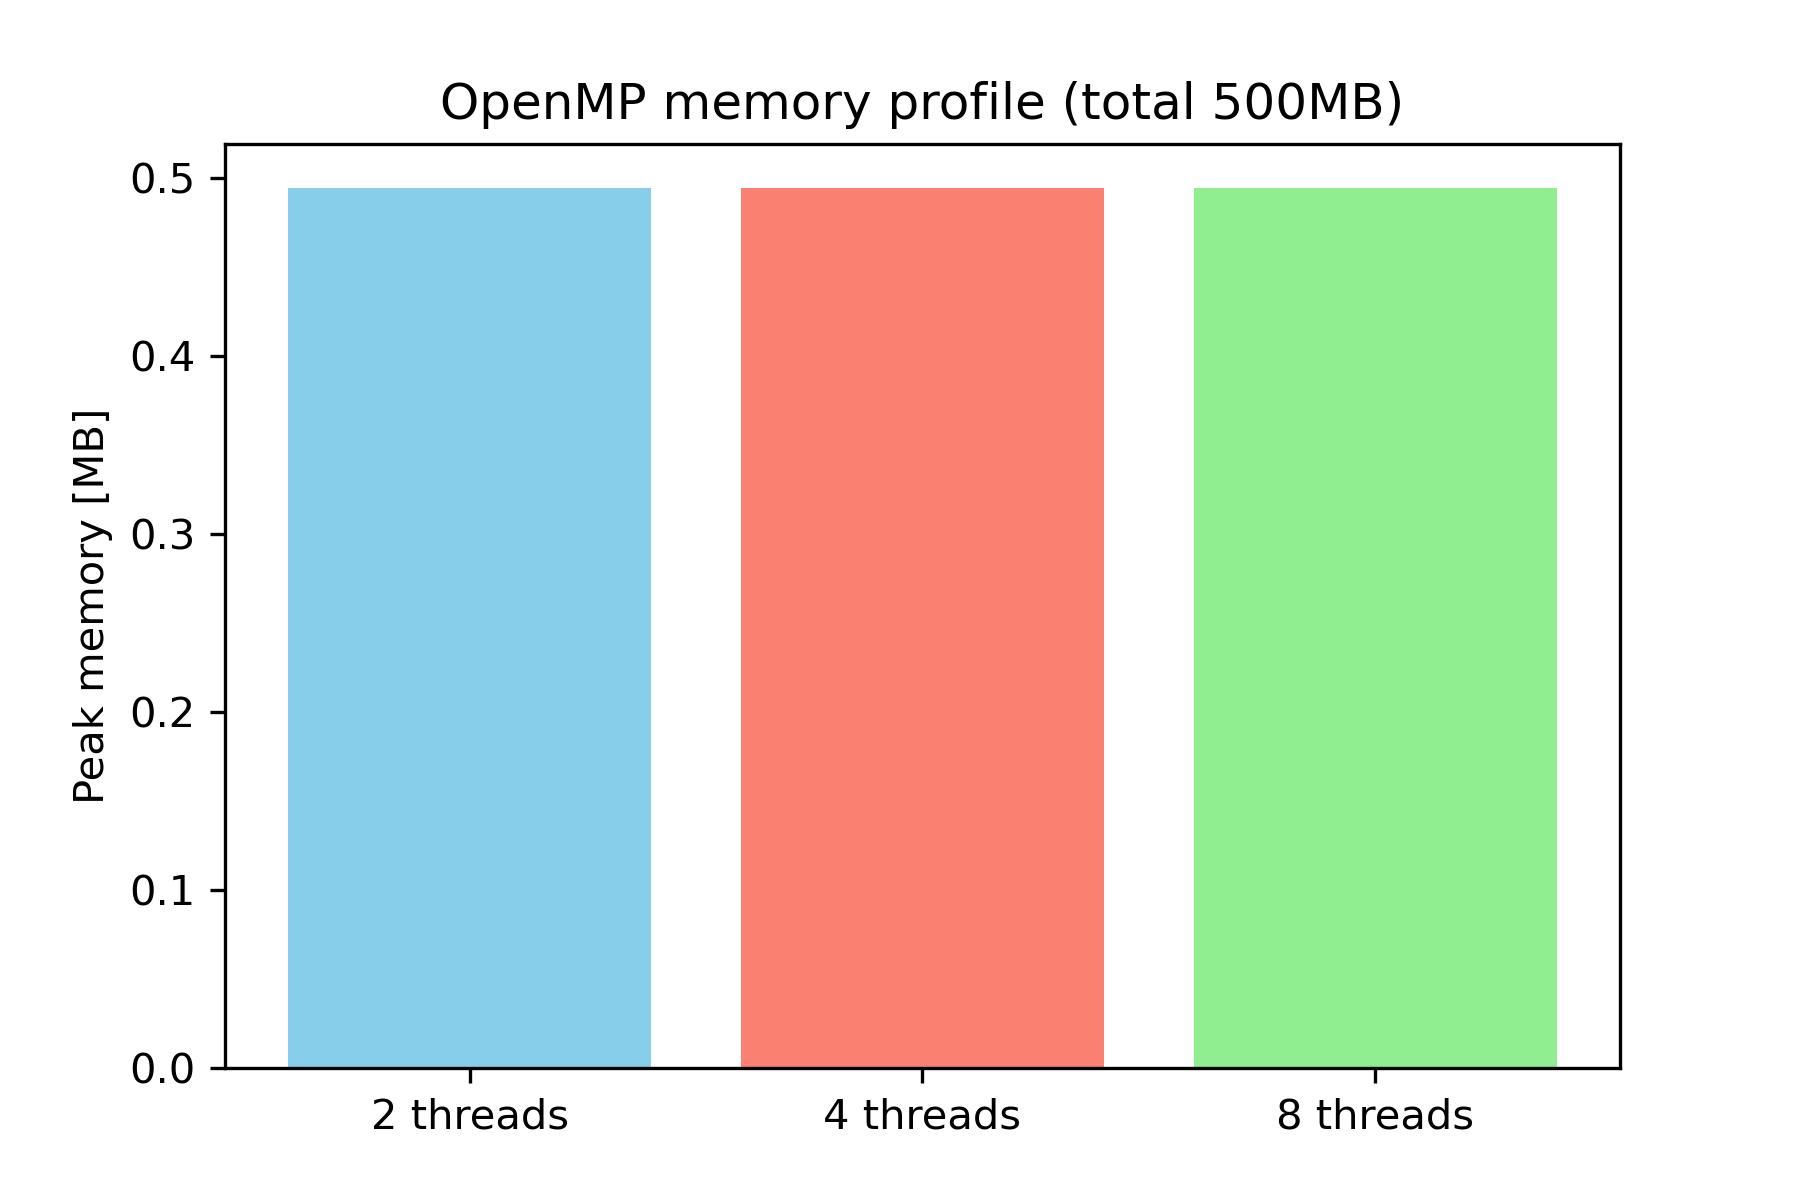 OpenMP memory profile (total 500MB)
Peak memory [MB]
0.5
0.4
0.3
0.2
0.1
0.0
2 threads
4 threads
8 threads